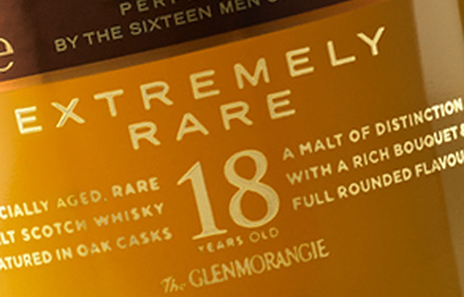 e
BY THE SIXTEEN MEN
EXTREMELY
RARE
CIALLY AGED, RARE
LT SCOTCH WHISKY
ATURED IN OAK CASKS
18
YEARS OLD
A MALT OF DISTINCTION
WITH A RICH BOUQUET &
FULL ROUNDED FLAVOU
The GLENMORANGIE